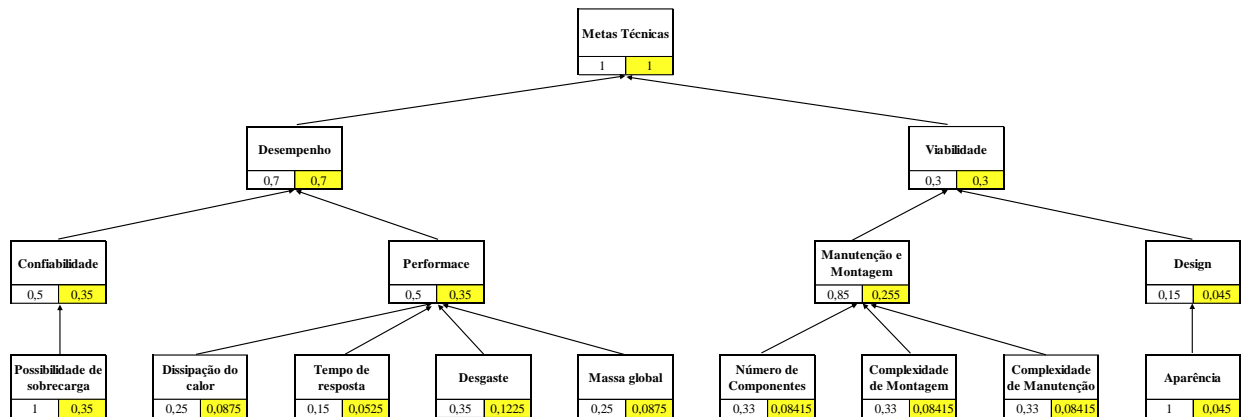 Metas Técnicas
1 1
Desempenho
0,7 0,7
Viabilidade
0,3 0,3
Confiabilidade
0,5 0,35
Performace
0,5 0,35
Manutenção e
Montagem
0,85 0,255
Design
0,15 0,045
Possibilidade de
sobrecarga
1 0,35
Dissipação do
calor
0,25 0,0875
Tempo de
resposta
0,15 0,0525
Desgaste
0,35 0,1225
Massa global
0,25 0,0875
Número de
Componentes
0,33 0,08415
Complexidade
de Montagem
0,33 0,08415
Complexidade
de Manutenção
0,33 0,08415
Aparência
1 0,045